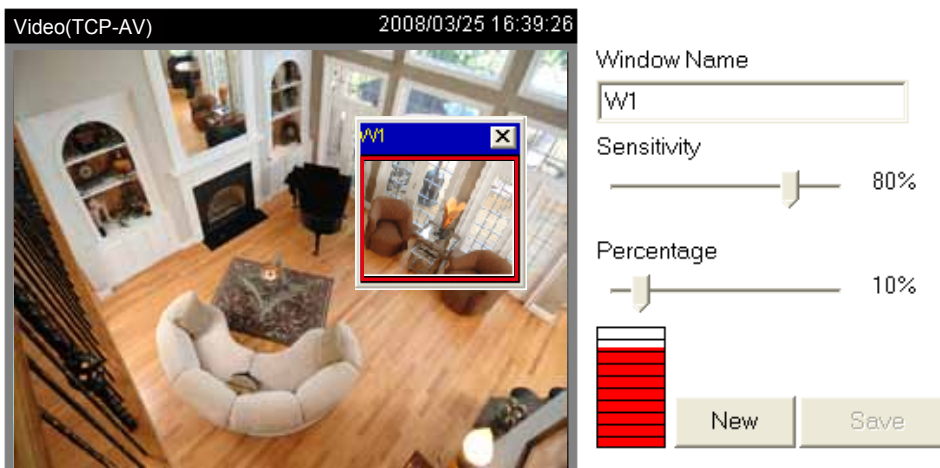 Video(TCP-AV) 2008/03/25 16:39:26
W1
Window Name
W1
Sensitivity
80%
Percentage
10%
New Save